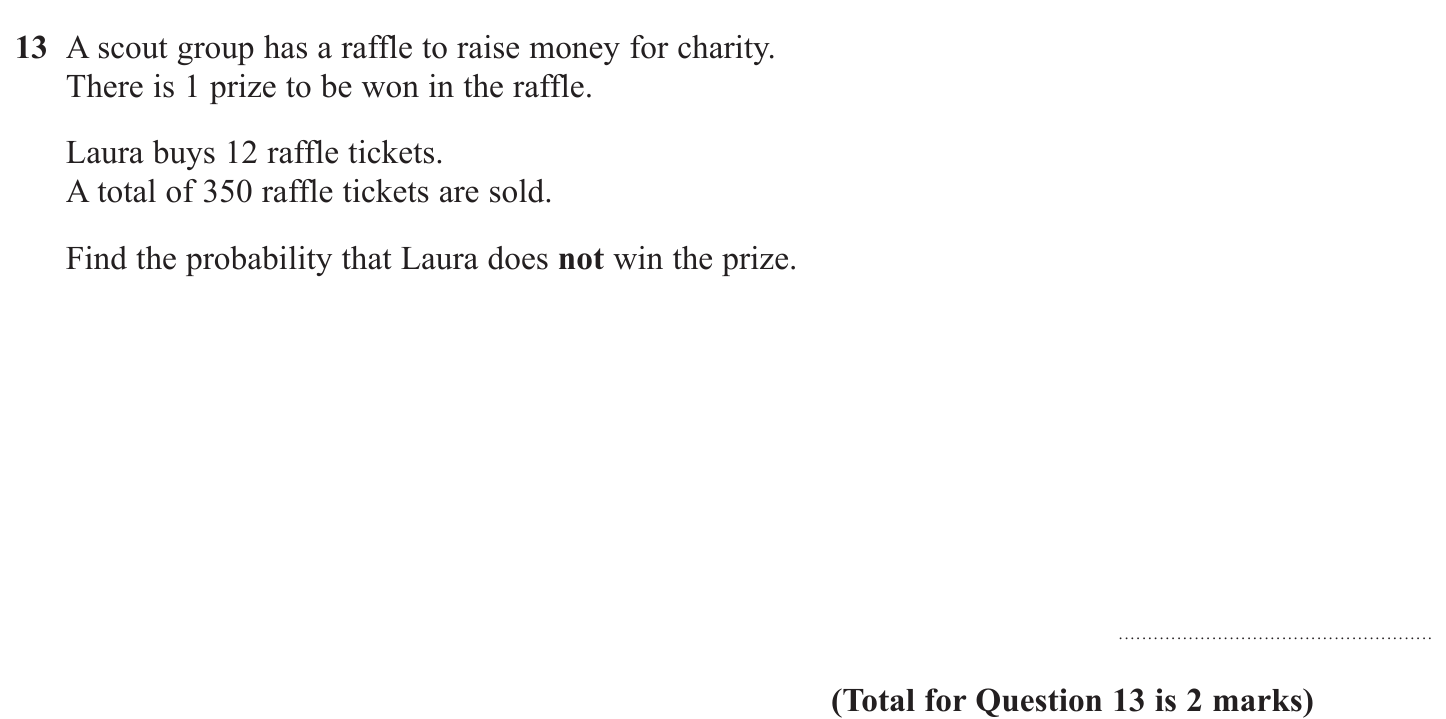 13 A scout group has a raffle to raise money for charity.
There is 1 prize to be won in the raffle.
Laura buys 12 raffle tickets.
A total of 350 raffle tickets are sold.
Find the probability that Laura does not win the prize.
(Total for Question 13 is 2 marks)